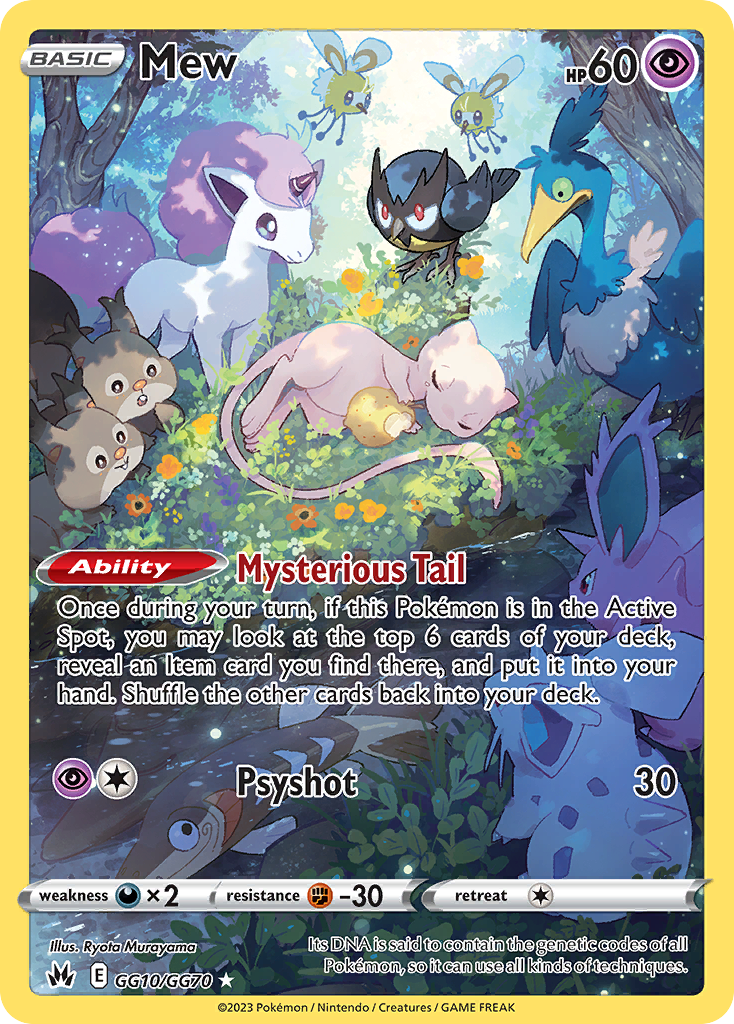 BASIC Mew HP60
Ability Mysterious Tail
Once during your turn, if this Pokémon is in the Active
Spot, you may look at the top 6 cards of your deck,
reveal an Item card you find there, and put it into your
hand. Shuffle the other cards back into your deck.
Psyshot 30
weakness ×2 resistance -30 retreat
Illus. Ryota Murayama
Its DNA is said to contain the genetic codes of all
Pokémon, so it can use all kinds of techniques.
E GG10/GG70 ★
©2023 Pokémon / Nintendo / Creatures / GAME FREAK